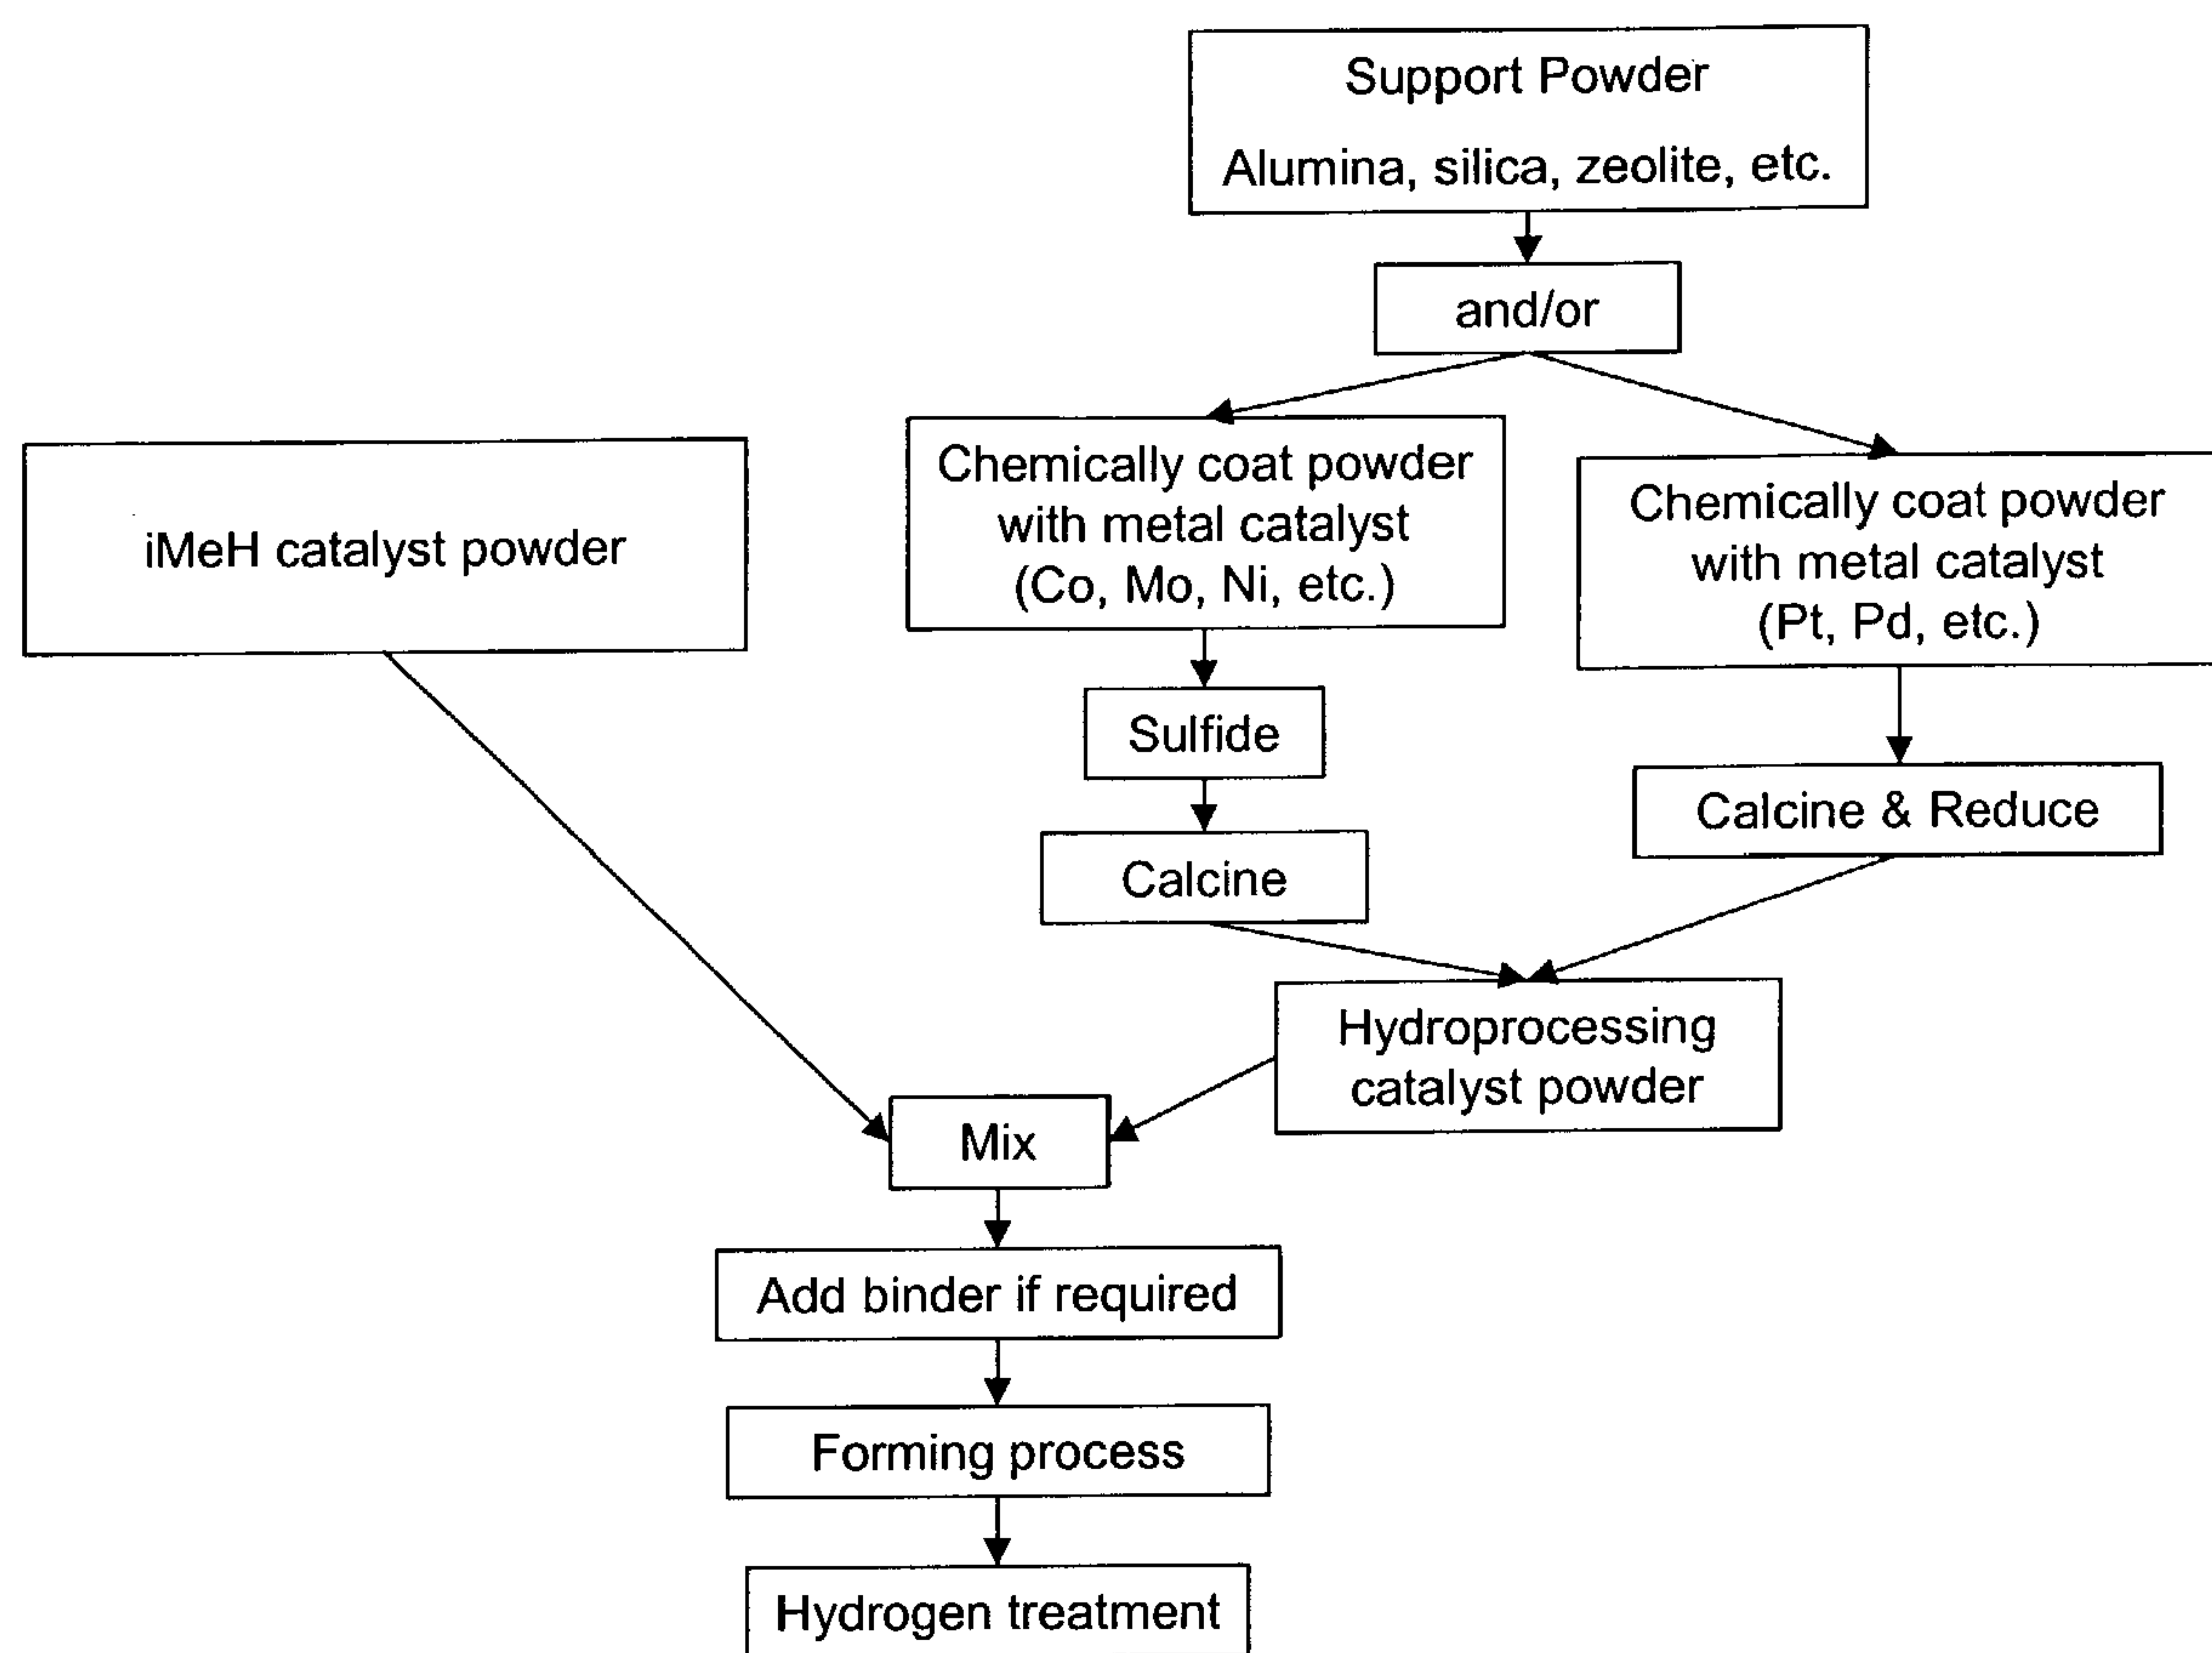 Support Powder
Alumina, silica, zeolite, etc.
and/or
iMeH catalyst powder
Chemically coat powder
with metal catalyst
(Co, Mo, Ni, etc.)
Chemically coat powder
with metal catalyst
(Pt, Pd, etc.)
Sulfide
Calcine & Reduce
Calcine
Hydroprocessing
catalyst powder
Mix
Add binder if required
Forming process
Hydrogen treatment